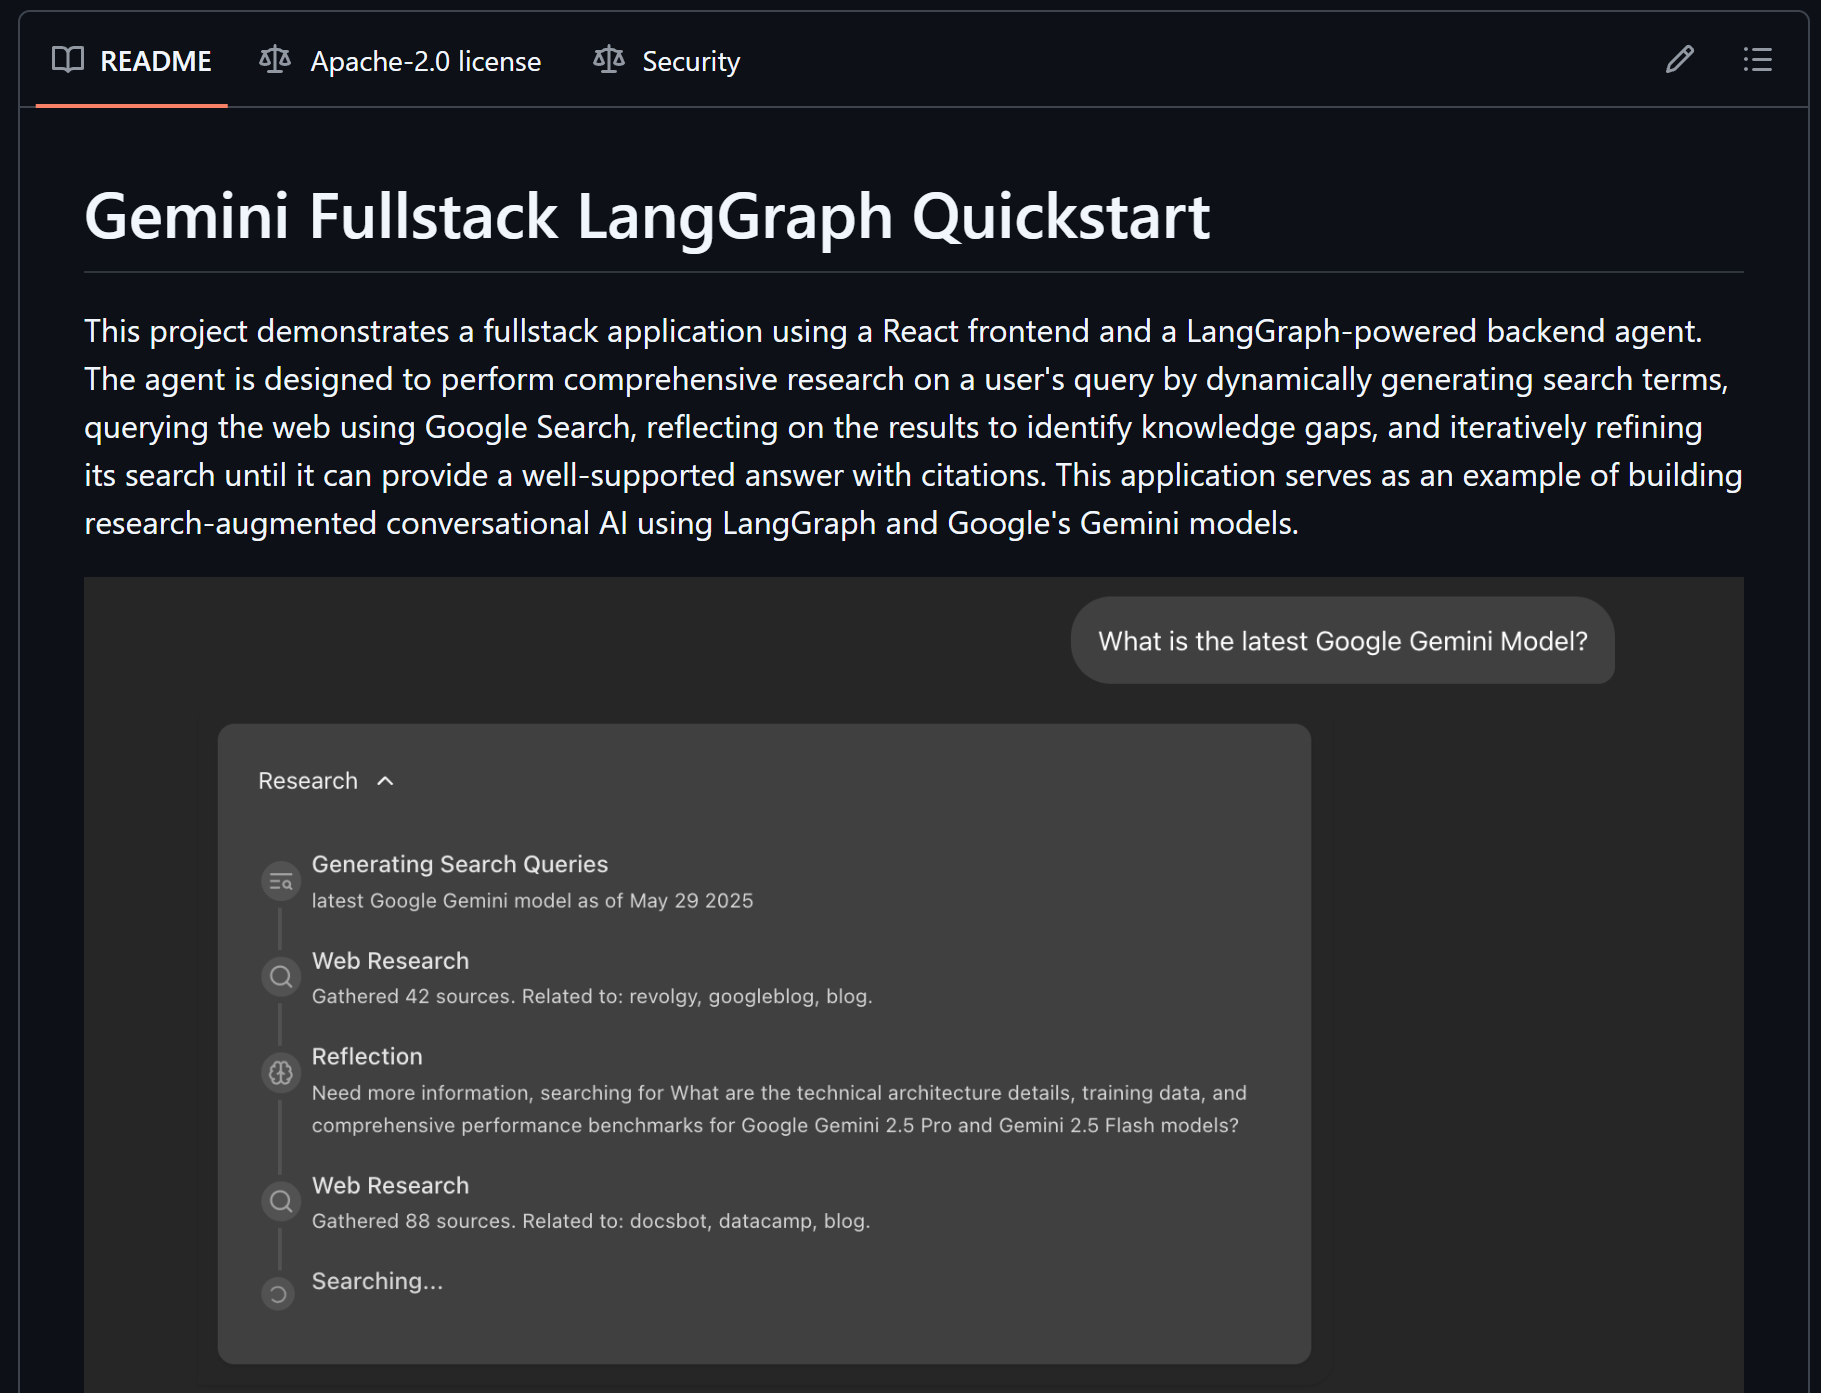 README
Apache-2.0 license
Security
Gemini Fullstack LangGraph Quickstart
This project demonstrates a fullstack application using a React frontend and a LangGraph-powered backend agent.
The agent is designed to perform comprehensive research on a user's query by dynamically generating search terms,
querying the web using Google Search, reflecting on the results to identify knowledge gaps, and iteratively refining
its search until it can provide a well-supported answer with citations. This application serves as an example of building
research-augmented conversational AI using LangGraph and Google's Gemini models.
What is the latest Google Gemini Model?
Research
Generating Search Queries
latest Google Gemini model as of May 29 2025
Web Research
Gathered 42 sources. Related to: revolgy, googleblog, blog.
Reflection
Need more information, searching for What are the technical architecture details, training data, and
comprehensive performance benchmarks for Google Gemini 2.5 Pro and Gemini 2.5 Flash models?
Web Research
Gathered 88 sources. Related to: docsbot, datacamp, blog.
Searching...